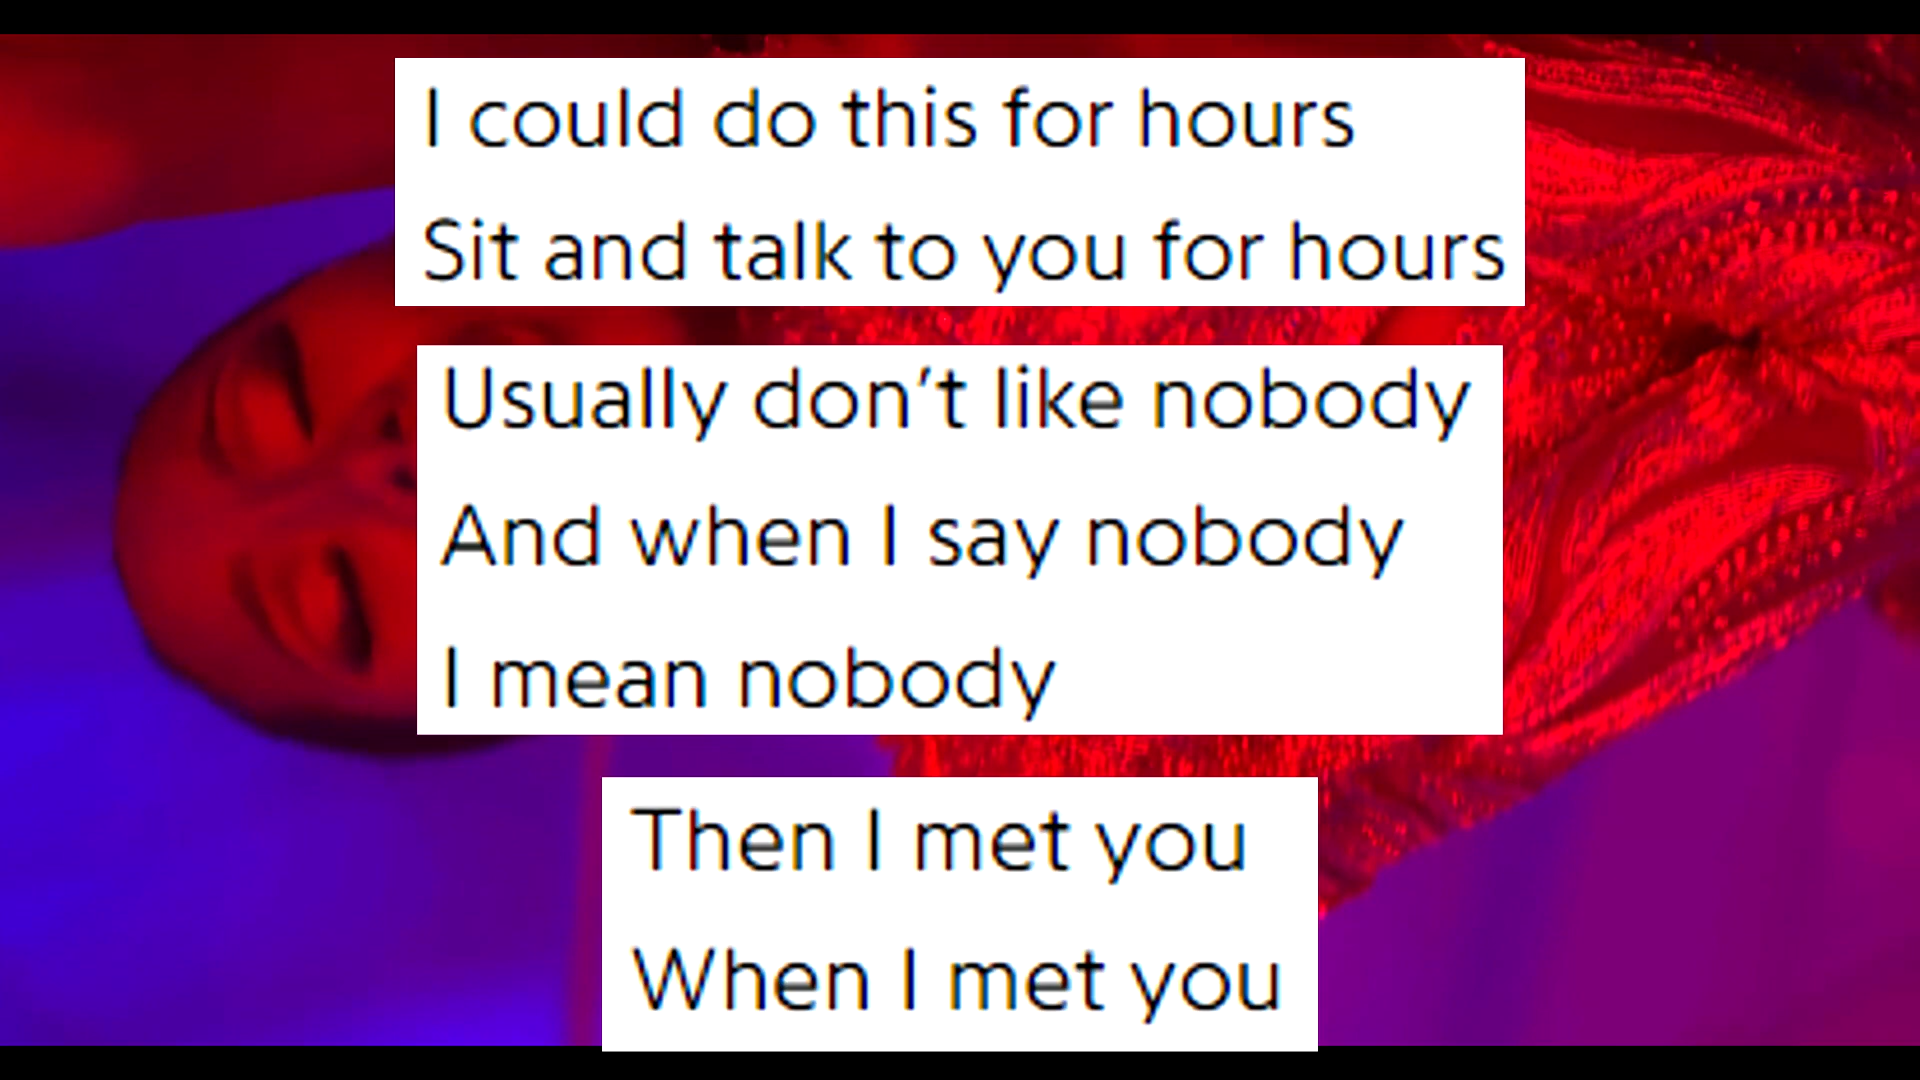 I could do this for hours
Sit and talk to you for hours
Usually don't like nobody
And when I say nobody
I mean nobody
Then I met you
When I met you